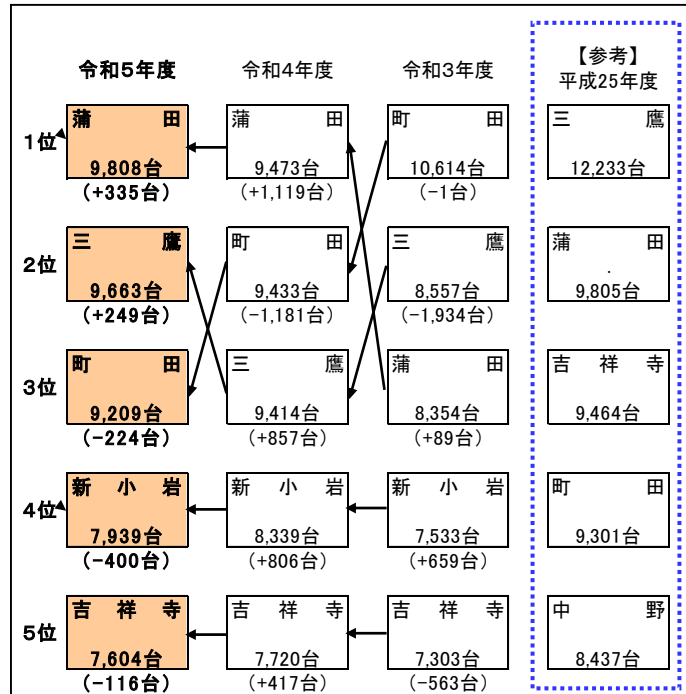 令和5年度 令和4年度 令和3年度 【参考】
平成25年度
1位 蒲田 蒲田 町田 三鷹
9,808台 9,473台 10,614台 12,233台
(+335台) (+1,119台) (-1台)
2位 三鷹 町田 三鷹 蒲田
9,663台 9,433台 8,557台 9,805台
(+249台) (-1,181台) (-1,934台)
3位 町田 三鷹 蒲田 吉祥寺
9,209台 9,414台 8,354台 9,464台
(-224台) (+857台) (+89台)
4位 新小岩 新小岩 新小岩 町田
7,939台 8,339台 7,533台 9,301台
(-400台) (+806台) (+659台)
5位 吉祥寺 吉祥寺 吉祥寺 中野
7,604台 7,720台 7,303台 8,437台
(-116台) (+417台) (-563台)